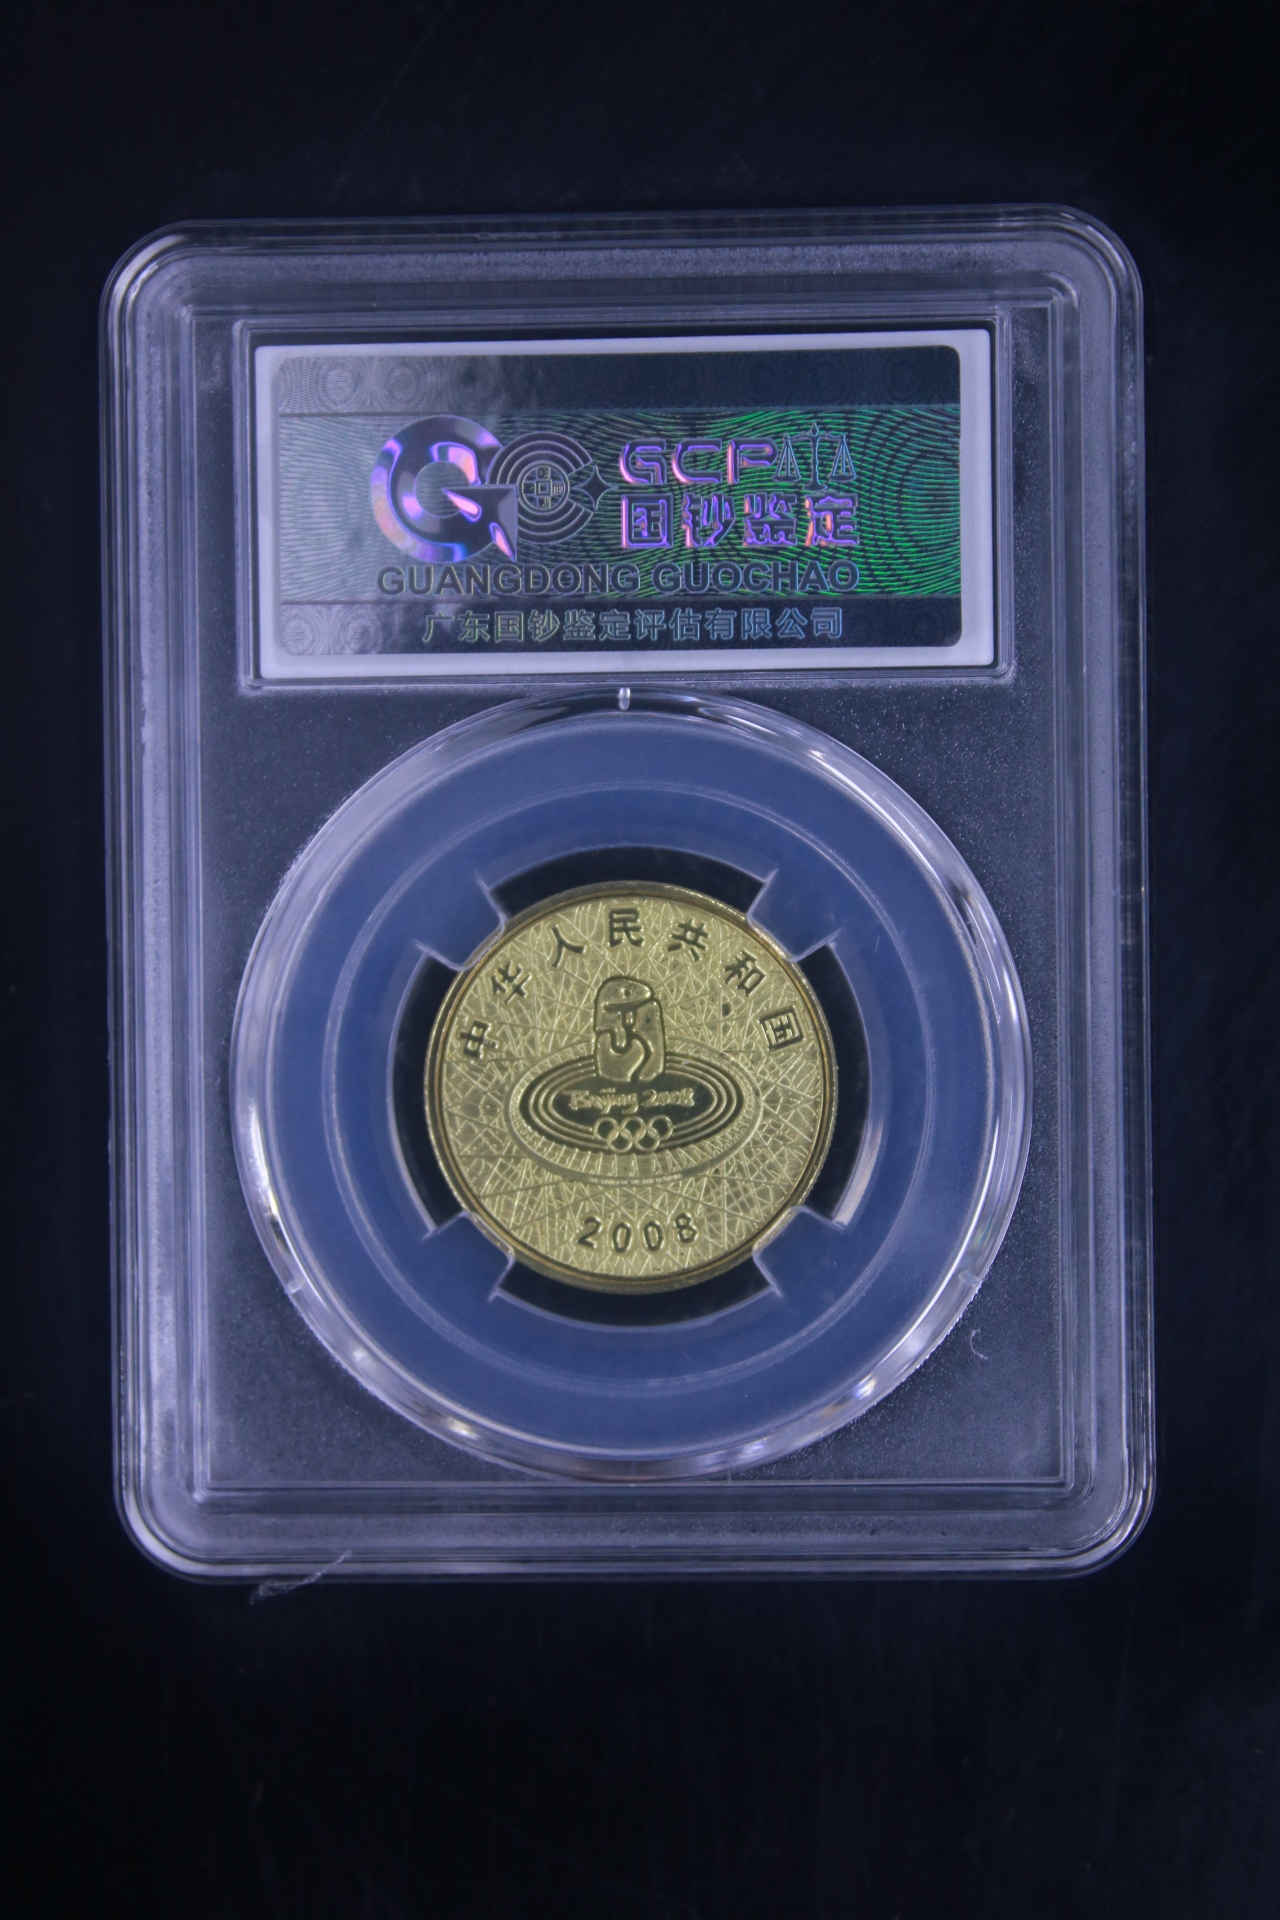 GCP
国钞鉴定
GUANGDONG GUOCHAO
广东国钞鉴定评估有限公司
中华人民共和国
Beijing 2008
2008